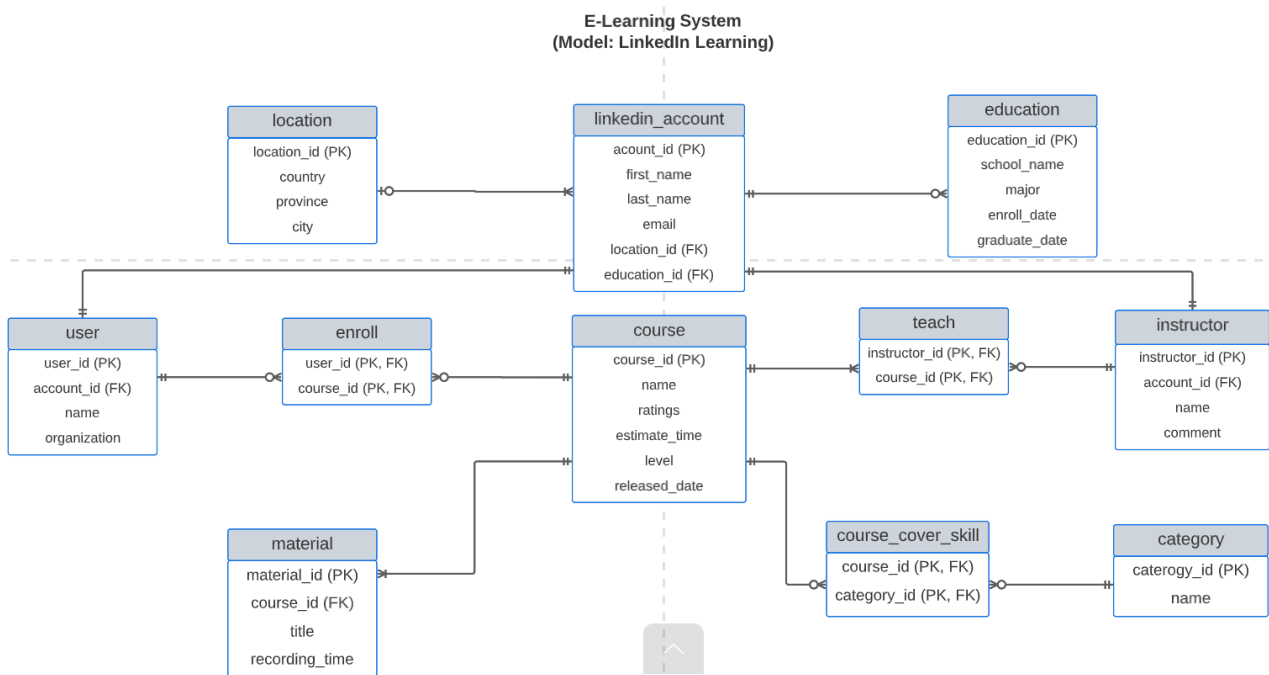 E-Learning System
(Model: LinkedIn Learning)
location
location_id (PK)
country
province
city
linkedin_account
acount_id (PK)
first_name
last_name
email
location_id (FK)
education_id (FK)
education
education_id (PK)
school_name
major
enroll_date
graduate_date
user
user_id (PK)
account_id (FK)
name
organization
enroll
user_id (PK, FK)
course_id (PK, FK)
course
course_id (PK)
name
ratings
estimate_time
level
released_date
teach
instructor_id (PK, FK)
course_id (PK, FK)
instructor
instructor_id (PK)
account_id (FK)
name
comment
material
material_id (PK)
course_id (FK)
title
recording_time
course_cover_skill
course_id (PK, FK)
category_id (PK, FK)
category
caterogy_id (PK)
name